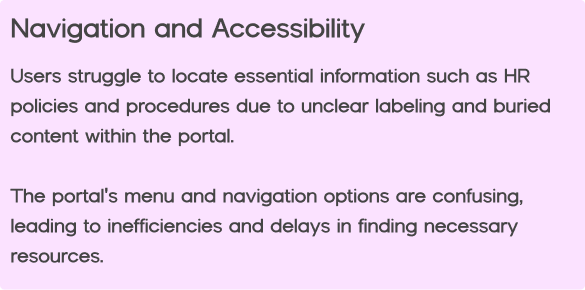 Navigation and Accessibility
Users struggle to locate essential information such as HR
policies and procedures due to unclear labeling and buried
content within the portal.
The portal's menu and navigation options are confusing,
leading to inefficiencies and delays in finding necessary
resources.